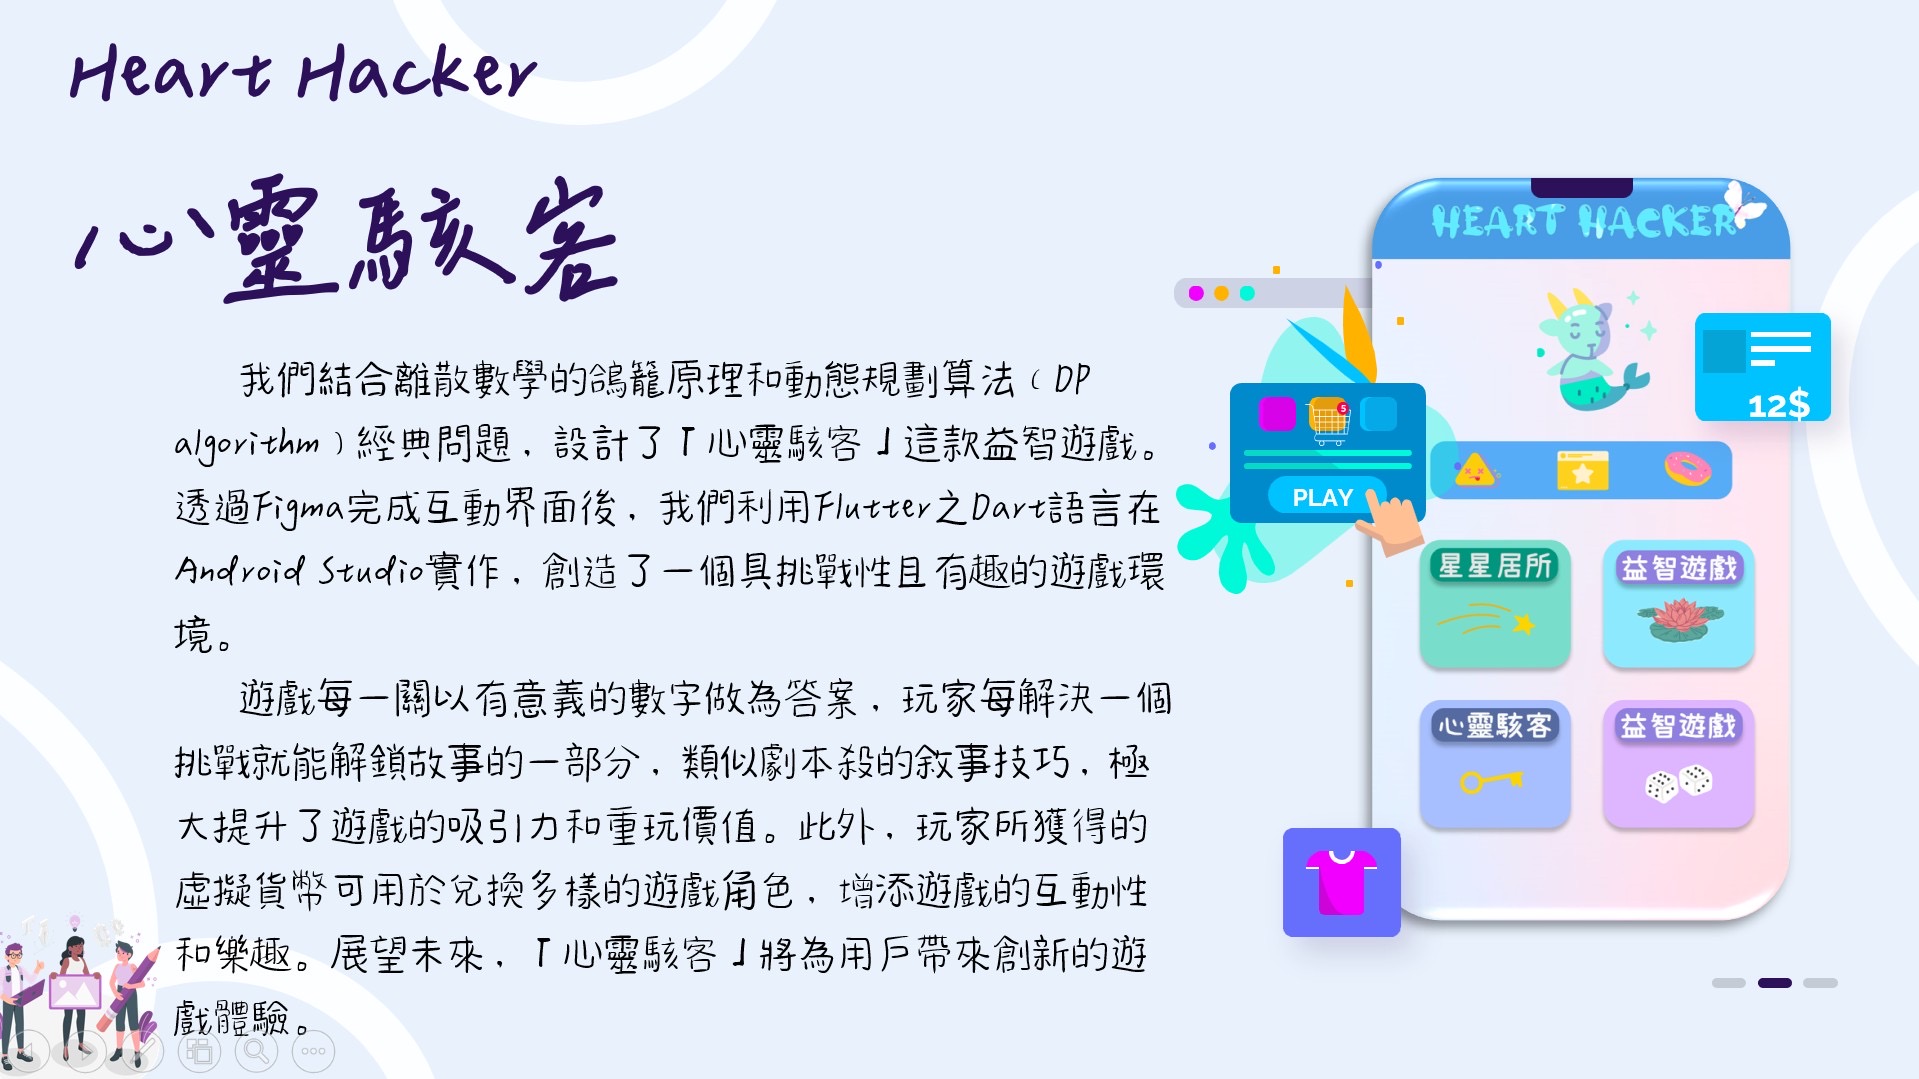 Heart Hacker
心靈駭客
我們結合離散數學的鴿籠原理和動態規劃算法（DP
algorithm）經典問題，設計了「心靈駭客」這款益智遊戲。
透過Figma完成互動界面後，我們利用Flutter之Dart語言在
Android Studio實作，創造了一個具挑戰性且有趣的遊戲環
境。
遊戲每一關以有意義的數字做為答案，玩家每解決一個
挑戰就能解鎖故事的一部分，類似劇本殺的敘事技巧，極
大提升了遊戲的吸引力和重玩價值。此外，玩家所獲得的
虛擬貨幣可用於兌換多樣的遊戲角色，增添遊戲的互動性
和樂趣。展望未來，「心靈駭客」將為用戶帶來創新的遊
戲體驗。
HEART HACKER
12$
5
PLAY
星星居所
益智遊戲
心靈駭客
益智遊戲